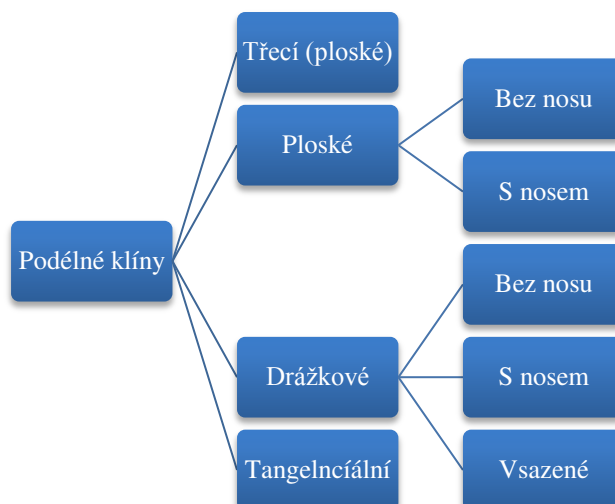 Podélné klíny
Třecí (ploské)
Ploské
Bez nosu
S nosem
Drážkové
Bez nosu
S nosem
Vsazené
Tangelncíální